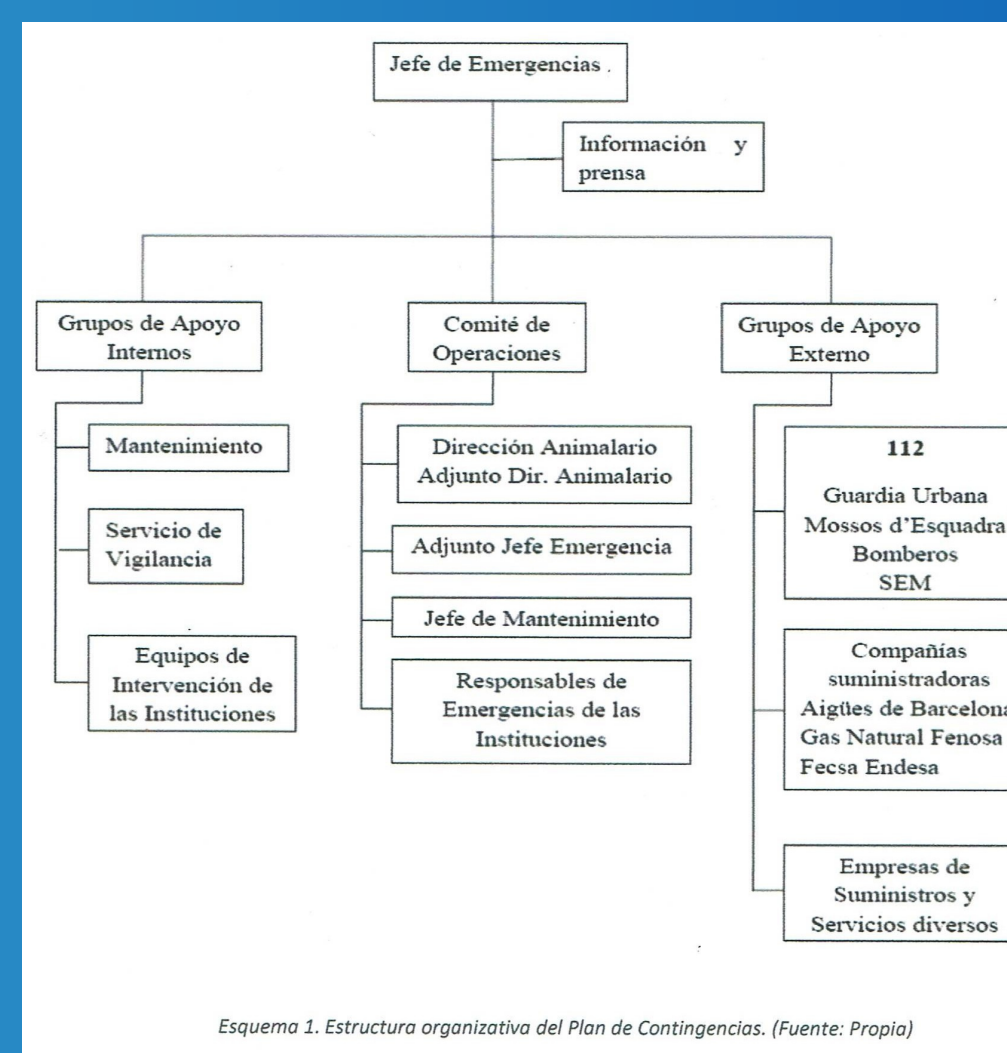 Jefe de Emergencias .
Información y
prensa
Grupos de Apoyo
Internos
Mantenimiento
Servicio de
Vigilancia
Equipos de
Intervención de
las Instituciones
Comité de
Operaciones
Dirección Animalario
Adjunto Dir. Animalario
Adjunto Jefe Emergencia
Jefe de Mantenimiento
Responsables de
Emergencias de las
Instituciones
Grupos de Apoyo
Externo
112
Guardia Urbana
Mossos d'Esquadra
Bomberos
SEM
Compañías
suministradoras
Aigües de Barcelona
Gas Natural Fenosa
Fecsa Endesa
Empresas de
Suministros y
Servicios diversos
Esquema 1. Estructura organizativa del Plan de Contingencias. (Fuente: Propia)